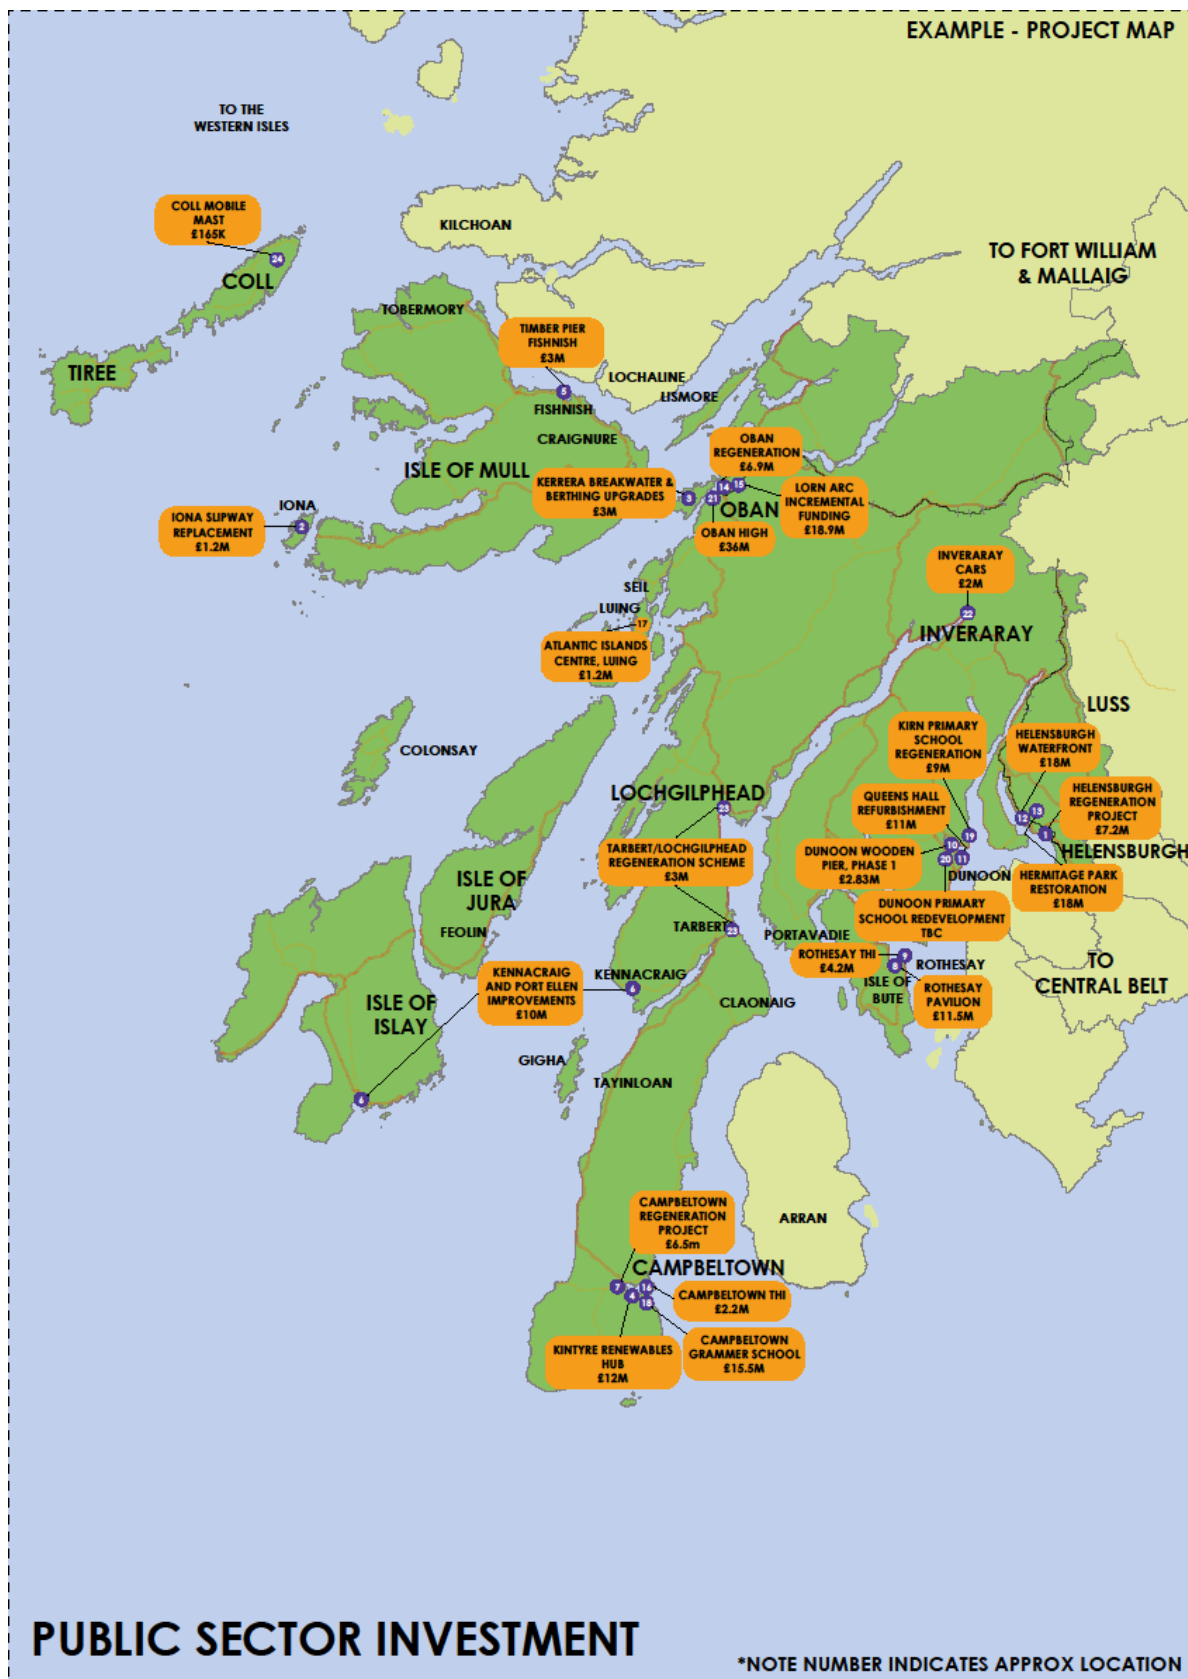 EXAMPLE - PROJECT MAP
TO THE
WESTERN ISLES
COLL MOBILE
MAST
£165K
24
COLL
KILCHOAN
TO FORT WILLIAM
& MALLAIG
TOBERMORY
TIMBER PIER
FISHNISH
£3M
TIREE
LOCHALINE
LISMORE
5
FISHNISH
CRAIGNURE
OBAN
REGENERATION
£6.9M
ISLE OF MULL
KERRERA BREAKWATER &
BERTHING UPGRADES
£3M
3
14
15
21
OBAN
LORN ARC
INCREMENTAL
FUNDING
£18.9M
IONA
2
IONA SLIPWAY
REPLACEMENT
£1.2M
OBAN HIGH
£36M
INVERARAY
CARS
£2M
SEIL
LUING
17
22
INVERARAY
ATLANTIC ISLANDS
CENTRE, LUING
£1.2M
LUSS
COLONSAY
KIRN PRIMARY
SCHOOL
REGENERATION
£9M
HELENSBURGH
WATERFRONT
£18M
LOCHGILPHEAD
23
QUEENS HALL
REFURBISHMENT
£11M
HELENSBURGH
REGENERATION
PROJECT
£7.2M
12
13
1
19
HELENSBURGH
TARBERT/LOCHGILPHEAD
REGENERATION SCHEME
£3M
DUNOON WOODEN
PIER, PHASE 1
£2.83M
10
20
11
DUNOON
HERMITAGE PARK
RESTORATION
£18M
ISLE OF
JURA
FEOLIN
DUNOON PRIMARY
SCHOOL REDEVELOPMENT
TBC
TARBERT
23
PORTAVADIE
ROTHESAY THI
£4.2M
9
8
ROTHESAY
TO
CENTRAL BELT
KENNACRAIG
AND PORT ELLEN
IMPROVEMENTS
£10M
KENNACRAIG
6
ISLE OF
BUTE
ROTHESAY
PAVILION
£11.5M
ISLE OF
ISLAY
CLAONAIG
GIGHA
TAYINLOAN
6
CAMPBELTOWN
REGENERATION
PROJECT
£6.5m
ARRAN
CAMPBELTOWN
7
4
16
18
CAMPBELTOWN THI
£2.2M
KINTYRE RENEWABLES
HUB
£12M
CAMPBELTOWN
GRAMMER SCHOOL
£15.5M
PUBLIC SECTOR INVESTMENT
*NOTE NUMBER INDICATES APPROX LOCATION